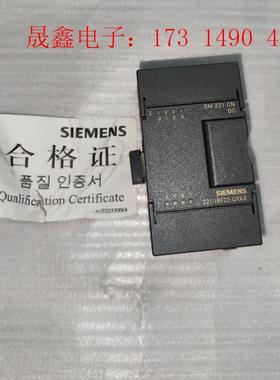 晟鑫电子：173 1490 4
SIEMENS
合格证
품질 인증서
Qualification Certificate
EM 221 CN
DC
SIEMENS
221-1BF22-0XA8